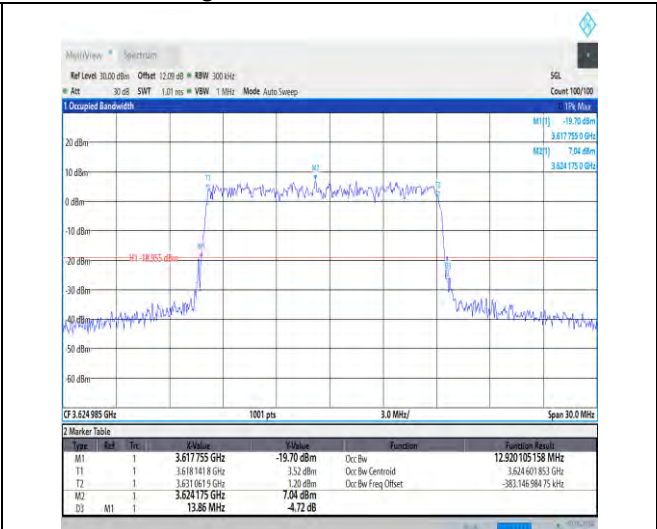 MultiView Spectrum
Ref Level 30.00 dBm Offset 12.09 dB RBW 300 kHz SGL
Att 30 dB SWT 1.01 ms VBW 1 MHz Mode Auto Sweep Count 100/100
1 Occupied Bandwidth 1Pk Max
M1[1] -19.70 dBm
3.617 755 0 GHz
20 dBm
M2[1] 7.04 dBm
3.624 175 0 GHz
10 dBm
T1 M2 T2
0 dBm
-10 dBm
M1
H1 -18.955 dBm
-20 dBm
D3
-30 dBm
-40 dBm
-50 dBm
-60 dBm
CF 3.624 985 GHz 1001 pts 3.0 MHz/ Span 30.0 MHz
2 Marker Table
Type Ref Trc X-Value Y-Value Function Function Result
M1 1 3.617755 GHz -19.70 dBm Occ Bw 12.920105158 MHz
T1 1 3.618 141 8 GHz 3.52 dBm Occ Bw Centroid 3.624 601 853 GHz
T2 1 3.631 061 9 GHz 1.20 dBm Occ Bw Freq Offset -383.146 984 75 kHz
M2 1 3.624175 GHz 7.04 dBm
D3 M1 1 13.86 MHz -4.72 dB